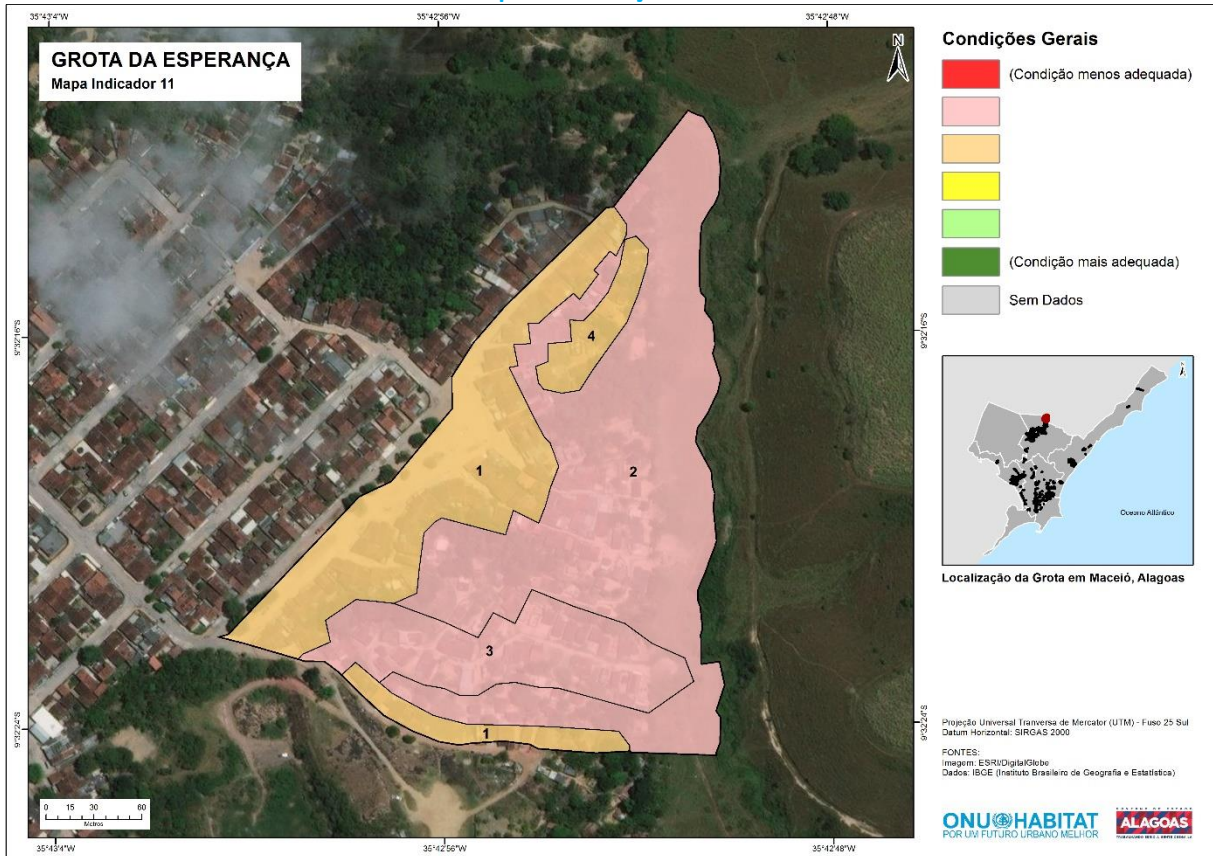 35°43'4"W
35°42'56"W
35°42'48"W
GROTA DA ESPERANÇA
Mapa Indicador 11
N
9°32'16"S
9°32'16"S
4
1
2
3
1
9°32'24"S
9°32'24"S
0 15 30 60
Metros
35°43'4"W
35°42'56"W
35°42'48"W
Condições Gerais
(Condição menos adequada)
(Condição mais adequada)
Sem Dados
Oceano Atlântico
Localização da Grota em Maceió, Alagoas
Projeção Universal Tranversa de Mercator (UTM) - Fuso 25 Sul
Datum Horizontal: SIRGAS 2000
FONTES:
Imagem: ESRI/DigitalGlobe
Dados: IBGE (Instituto Brasileiro de Geografia e Estatística)
ONU HABITAT
POR UM FUTURO URBANO MELHOR
ALAGOAS